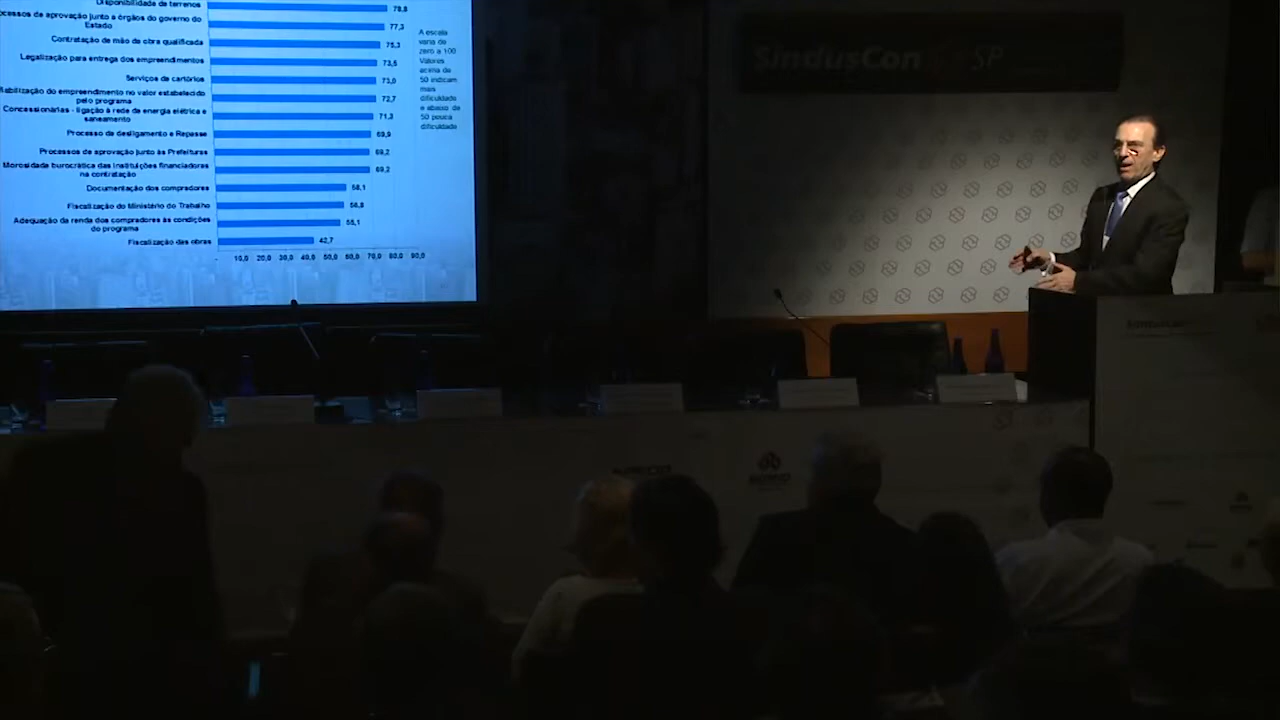 Disponibilidade de terrenos
78,8
cessos de aprovação junto a órgãos do governo do
Estado
77,3
Contratação de mão de obra qualificada
75,3
Legalização para entrega dos empreendimentos
73,5
Serviços de cartórios
73,0
iabilização do empreendimento no valor estabelecido
pelo programa
72,7
Concessionárias - ligação à rede da energia elétrica e
saneamento
71,3
Processo de desligamento e Repasse
69,9
Processos de aprovação junto às Prefeituras
69,2
Morosidade burocrática das Instituições financiadoras
na contratação
69,2
Documentação dos compradores
58,1
Fiscalização do Ministério do Trabalho
56,8
Adequação da renda dos compradores às condições
do programa
55,1
Fiscalização das obras
42,7
- 10,0 20,0 30,0 40,0 50,0 60,0 70,0 80,0 90,0
A escala
varia de
zero a 100
Valores
acima de
50 indicam
mais
dificuldade
e abaixo de
50 pouca
dificuldade
SindusCon SP